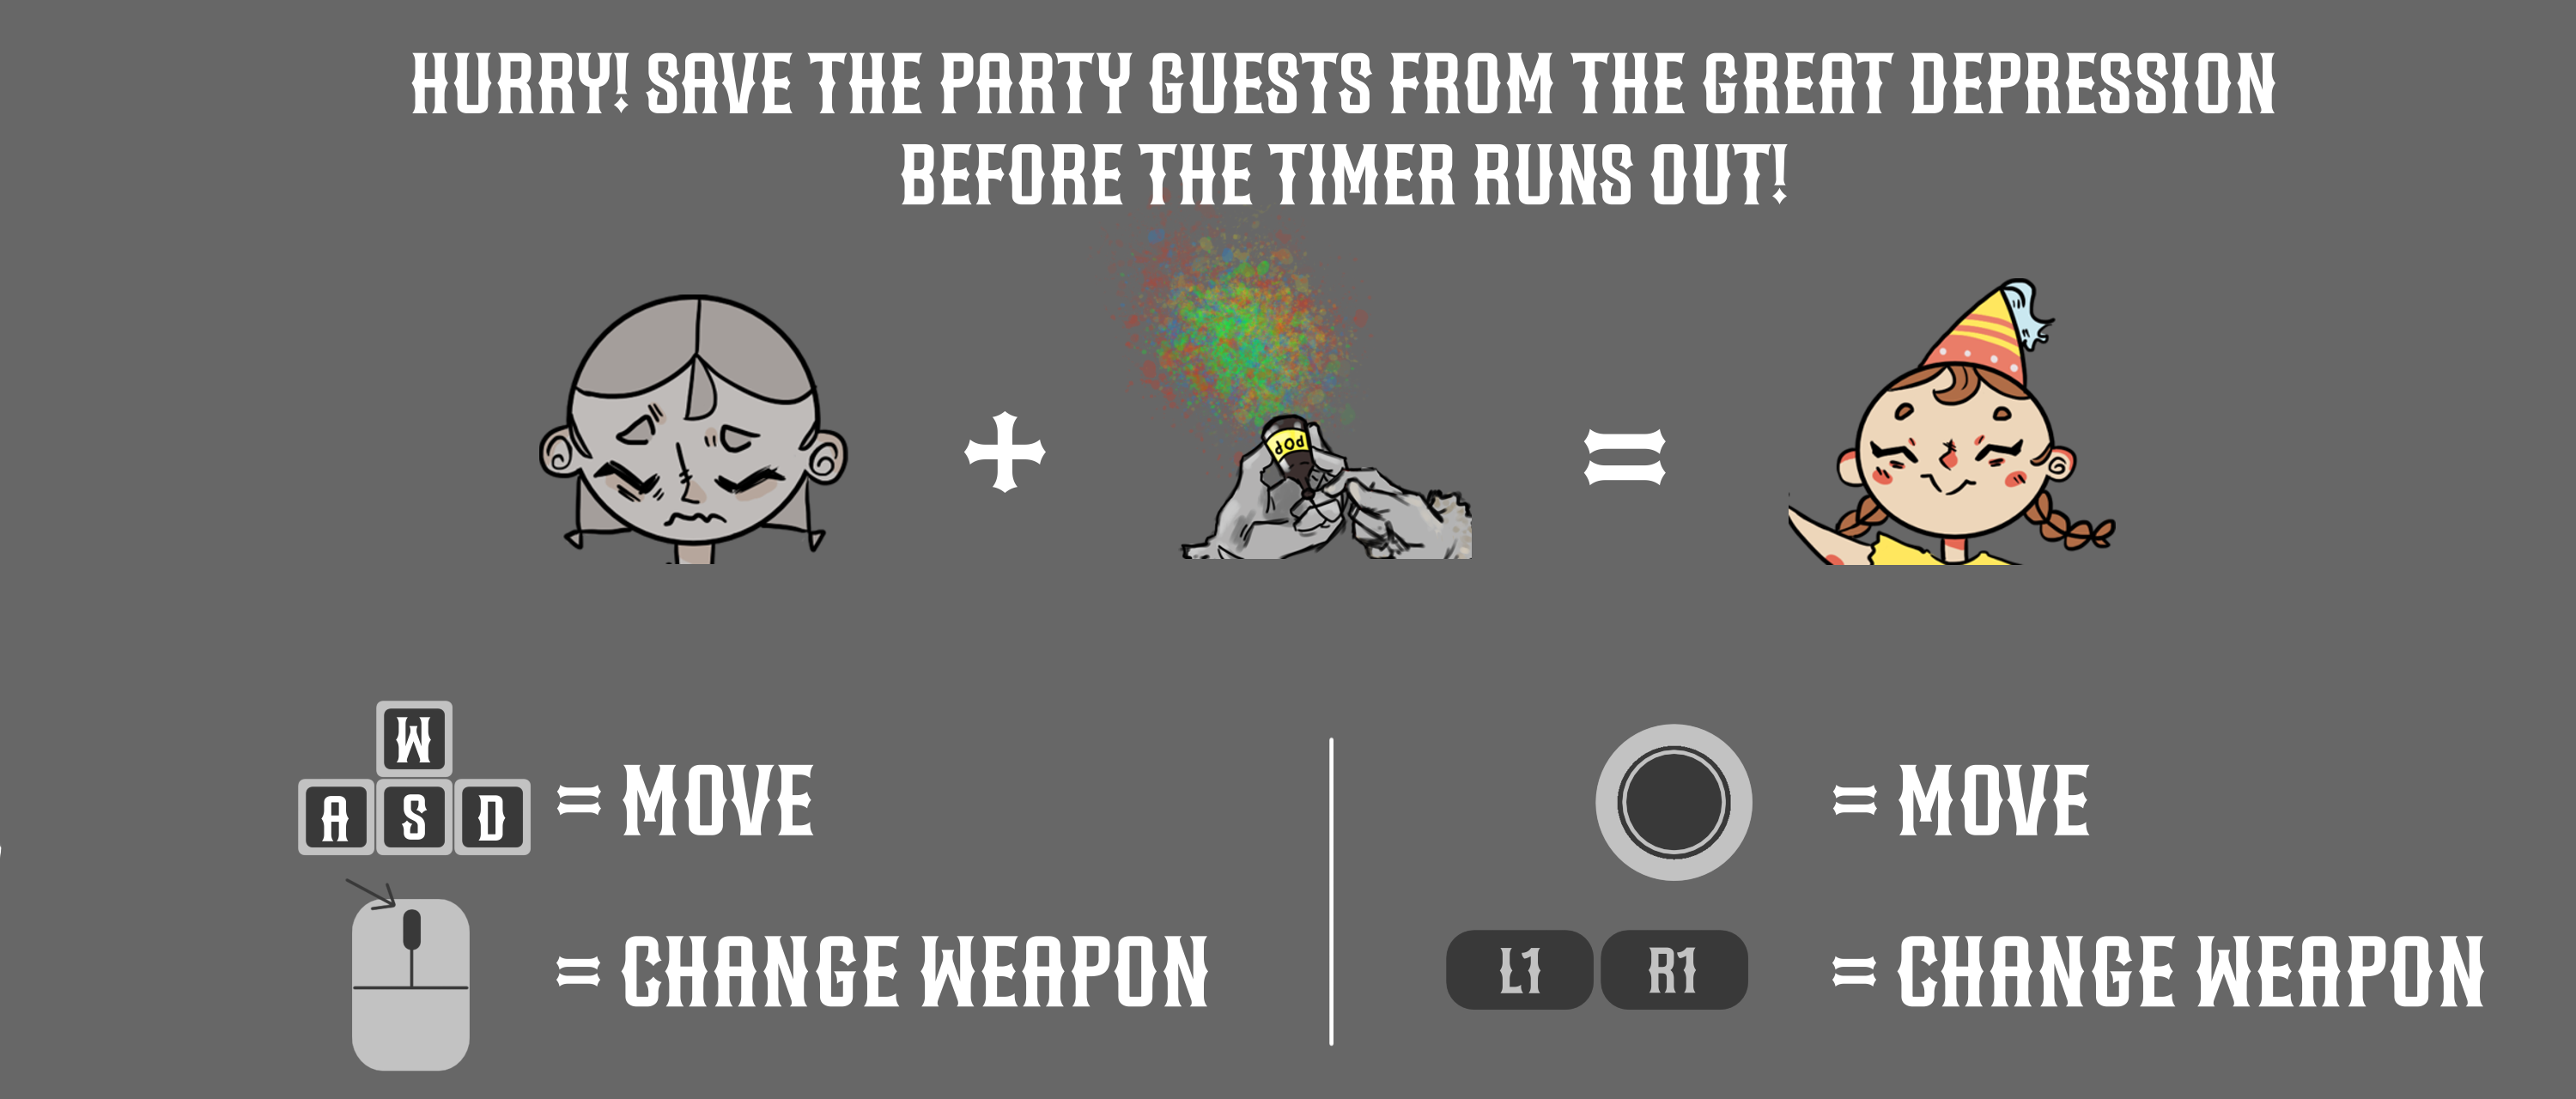 HURRY! SAVE THE PARTY GUESTS FROM THE GREAT DEPRESSION
BEFORE THE TIMER RUNS OUT!
+
POP
=
W
A S D
= MOVE
= CHANGE WEAPON
= MOVE
L1 R1
= CHANGE WEAPON